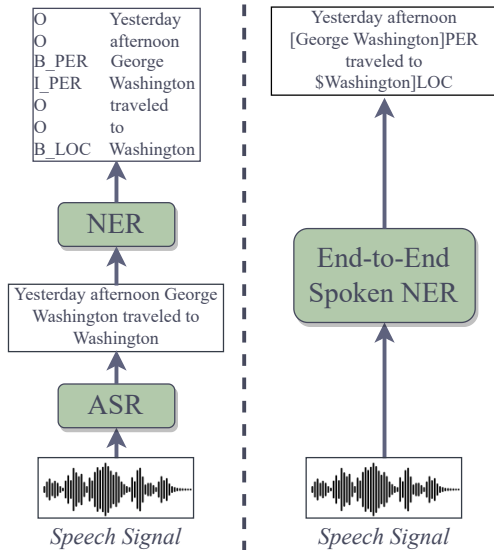 O Yesterday
O afternoon
B_PER George
I_PER Washington
O traveled
O to
B_LOC Washington
NER
Yesterday afternoon George
Washington traveled to
Washington
ASR
Speech Signal
Yesterday afternoon
[George Washington]PER
traveled to
$Washington]LOC
End-to-End
Spoken NER
Speech Signal